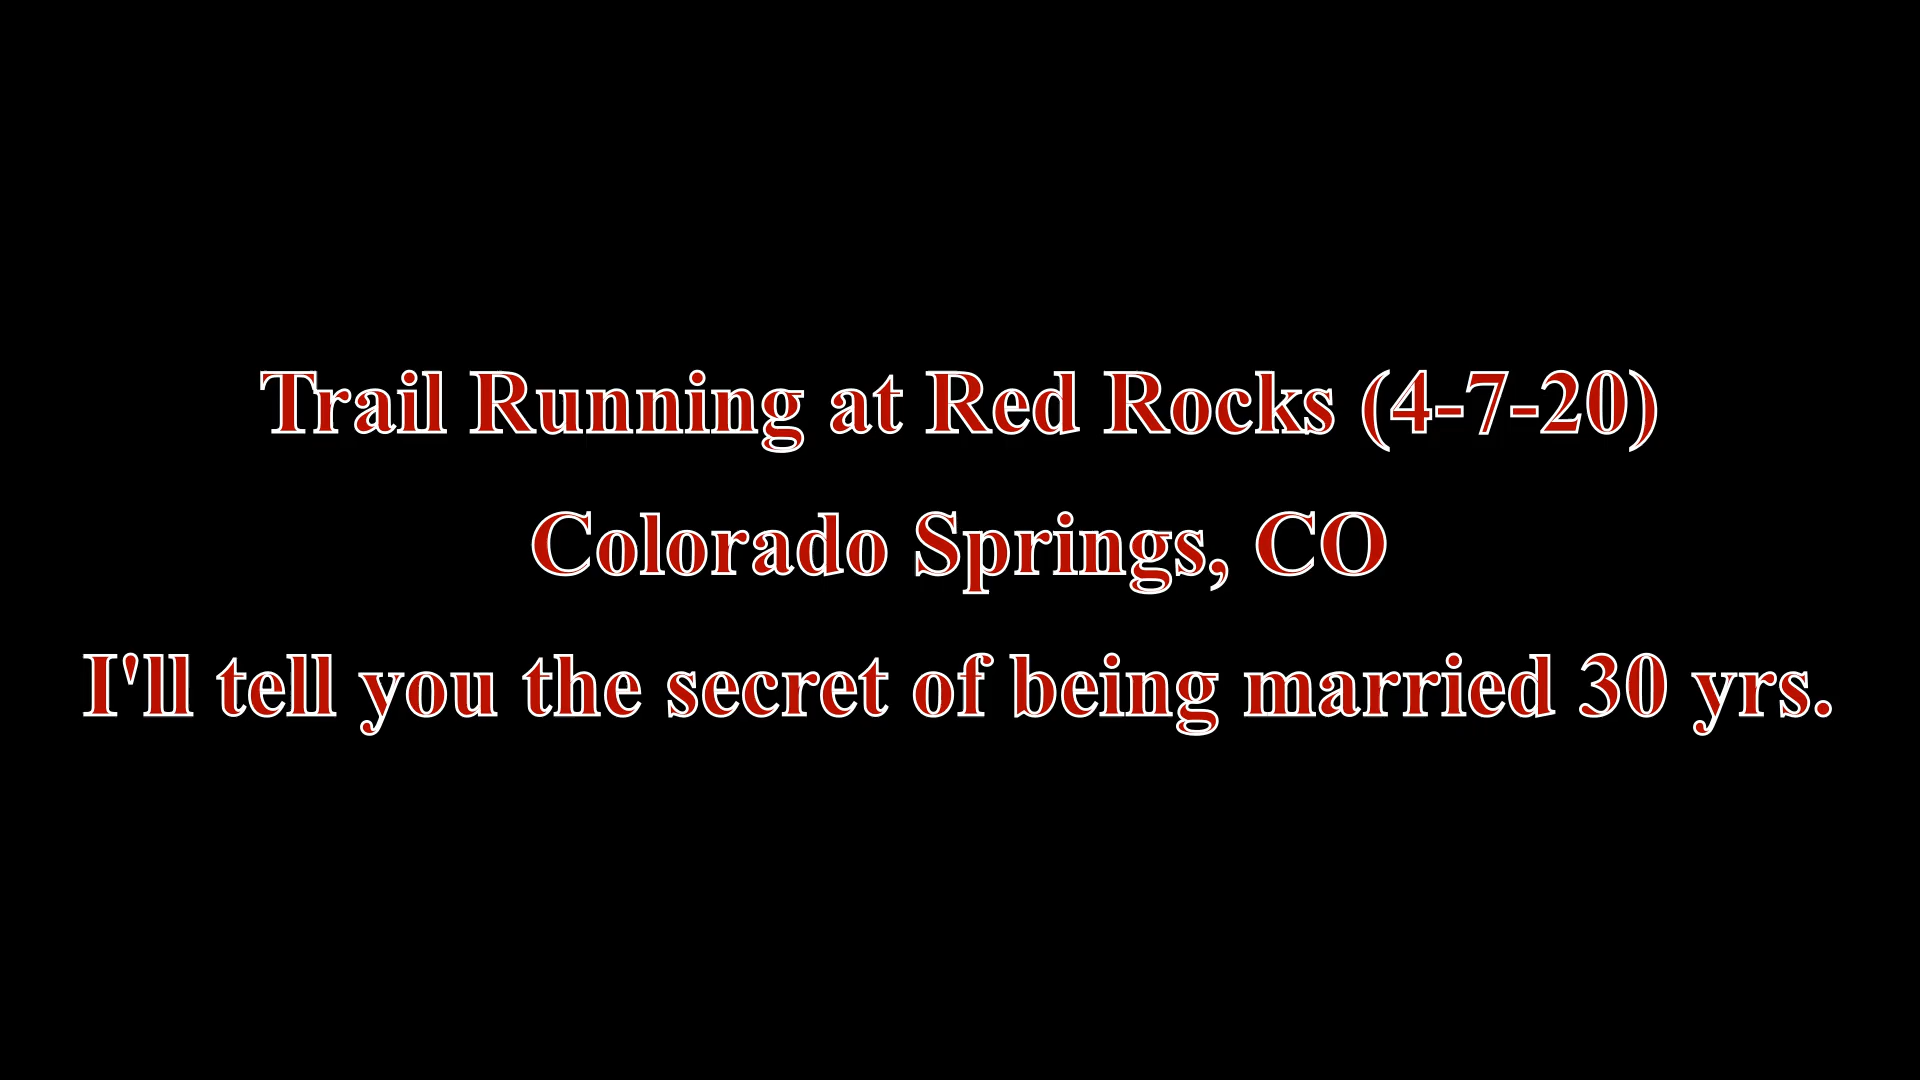 Trail Running at Red Rocks (4-7-20)
Colorado Springs, CO
I'll tell you the secret of being married 30 yrs.